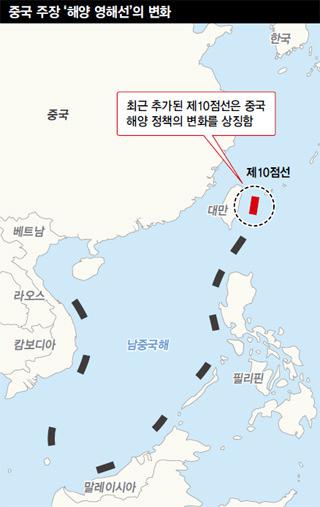 중국 주장 ‘해양 영해선’의 변화
한국
중국
최근 추가된 제10점선은 중국
해양 정책의 변화를 상징함
제10점선
대만
베트남
라오스
캄보디아
남중국해
필리핀
말레이시아